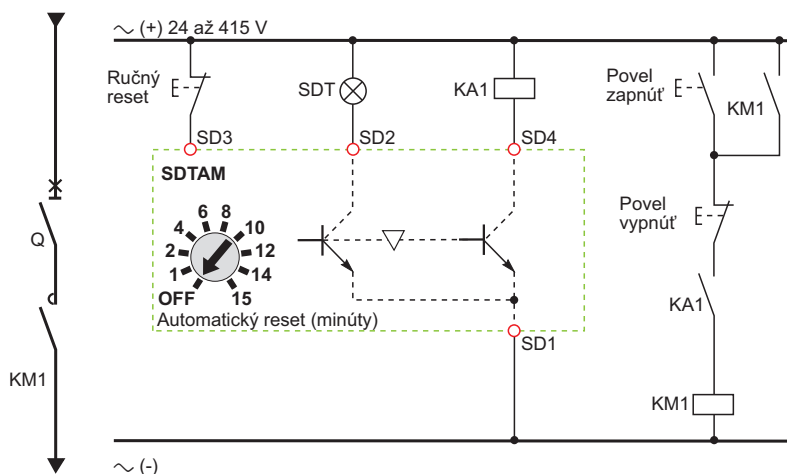 ∼ (+) 24 až 415 V
Ručný
reset
SDT
KA1
Povel
zapnúť
KM1
SD3
SD2
SD4
SDTAM
6
8
4
10
2
12
1
14
OFF
15
Automatický reset (minúty)
SD1
Q
KM1
Povel
vypnúť
KA1
KM1
∼ (-)